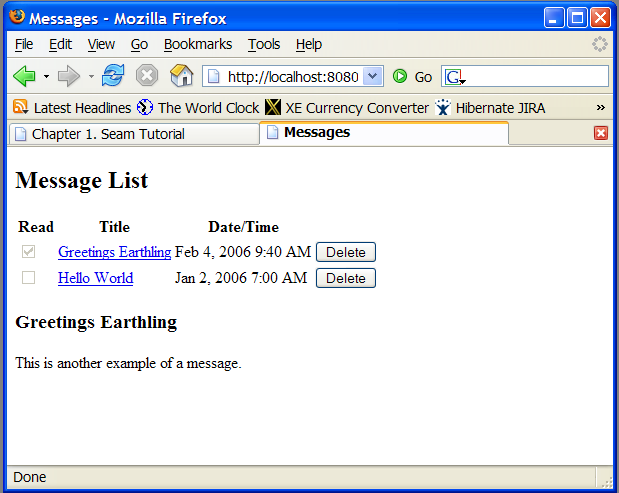 Messages - Mozilla Firefox
File Edit View Go Bookmarks Tools Help
http://localhost:8080 Go G
Latest Headlines The World Clock XE Currency Converter Hibernate JIRA »
Chapter 1. Seam Tutorial Messages
Message List
Read Title Date/Time
Greetings Earthling Feb 4, 2006 9:40 AM Delete
Hello World Jan 2, 2006 7:00 AM Delete
Greetings Earthling
This is another example of a message.
Done